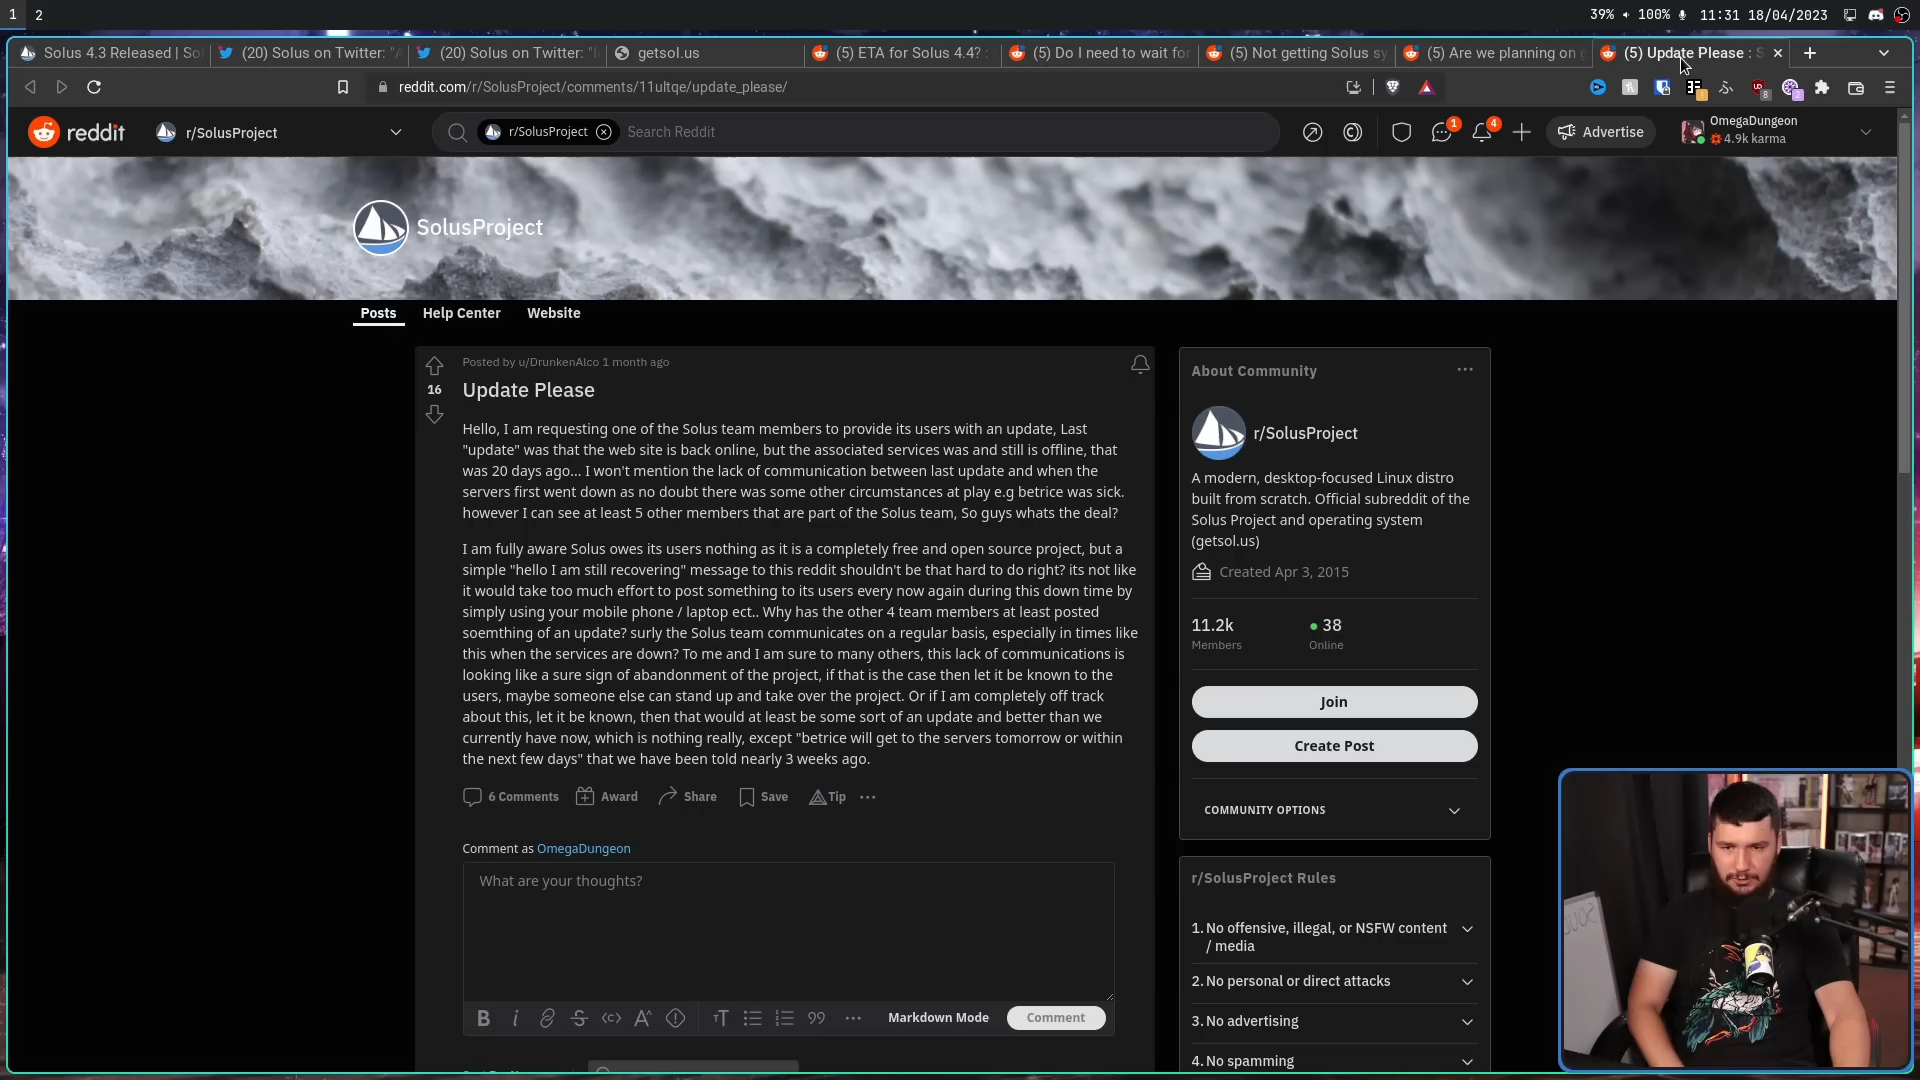 1 2
39% 100% 11:31 18/04/2023
Solus 4.3 Released | So
(20) Solus on Twitter: "A
(20) Solus on Twitter: "I
getsol.us
(5) ETA for Solus 4.4? :
(5) Do I need to wait for
(5) Not getting Solus sy
(5) Are we planning on
(5) Update Please : S
reddit.com/r/SolusProject/comments/11ultqe/update_please/
reddit
r/SolusProject
r/SolusProject
Search Reddit
1
4
Advertise
OmegaDungeon
4.9k karma
SolusProject
Posts
Help Center
Website
Posted by u/DrunkenAlco 1 month ago
16
Update Please
Hello, I am requesting one of the Solus team members to provide its users with an update, Last
"update" was that the web site is back online, but the associated services was and still is offline, that
was 20 days ago... I won't mention the lack of communication between last update and when the
servers first went down as no doubt there was some other circumstances at play e.g betrice was sick.
however I can see at least 5 other members that are part of the Solus team, So guys whats the deal?
I am fully aware Solus owes its users nothing as it is a completely free and open source project, but a
simple "hello I am still recovering" message to this reddit shouldn't be that hard to do right? its not like
it would take too much effort to post something to its users every now again during this down time by
simply using your mobile phone / laptop ect.. Why has the other 4 team members at least posted
soemthing of an update? surly the Solus team communicates on a regular basis, especially in times like
this when the services are down? To me and I am sure to many others, this lack of communications is
looking like a sure sign of abandonment of the project, if that is the case then let it be known to the
users, maybe someone else can stand up and take over the project. Or if I am completely off track
about this, let it be known, then that would at least be some sort of an update and better than we
currently have now, which is nothing really, except "betrice will get to the servers tomorrow or within
the next few days" that we have been told nearly 3 weeks ago.
6 Comments
Award
Share
Save
Tip
Comment as OmegaDungeon
What are your thoughts?
Markdown Mode
Comment
About Community
r/SolusProject
A modern, desktop-focused Linux distro
built from scratch. Official subreddit of the
Solus Project and operating system
(getsol.us)
Created Apr 3, 2015
11.2k
38
Members
Online
Join
Create Post
COMMUNITY OPTIONS
r/SolusProject Rules
1. No offensive, illegal, or NSFW content
/ media
2. No personal or direct attacks
3. No advertising
4. No spamming